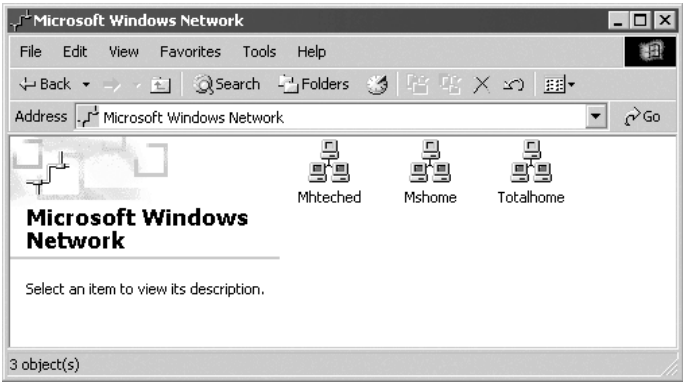 Microsoft Windows Network
File Edit View Favorites Tools Help
Back Search Folders
Address Microsoft Windows Network Go
Mhteched Mshome Totalhome
Microsoft Windows
Network
Select an item to view its description.
3 object(s)